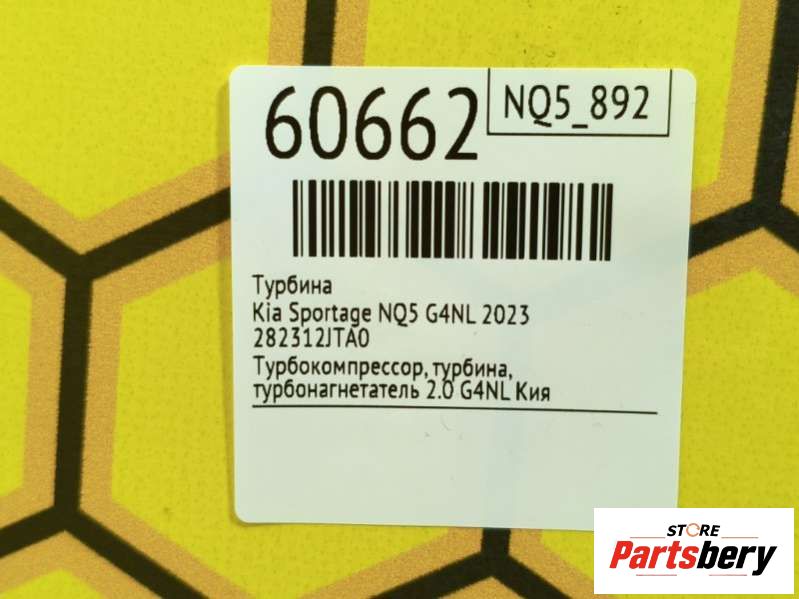 60662
NQ5_892
Турбина
Kia Sportage NQ5 G4NL 2023
282312JTA0
Турбокомпрессор, турбина,
турбонагнетатель 2.0 G4NL Кия
STORE
Partsbery